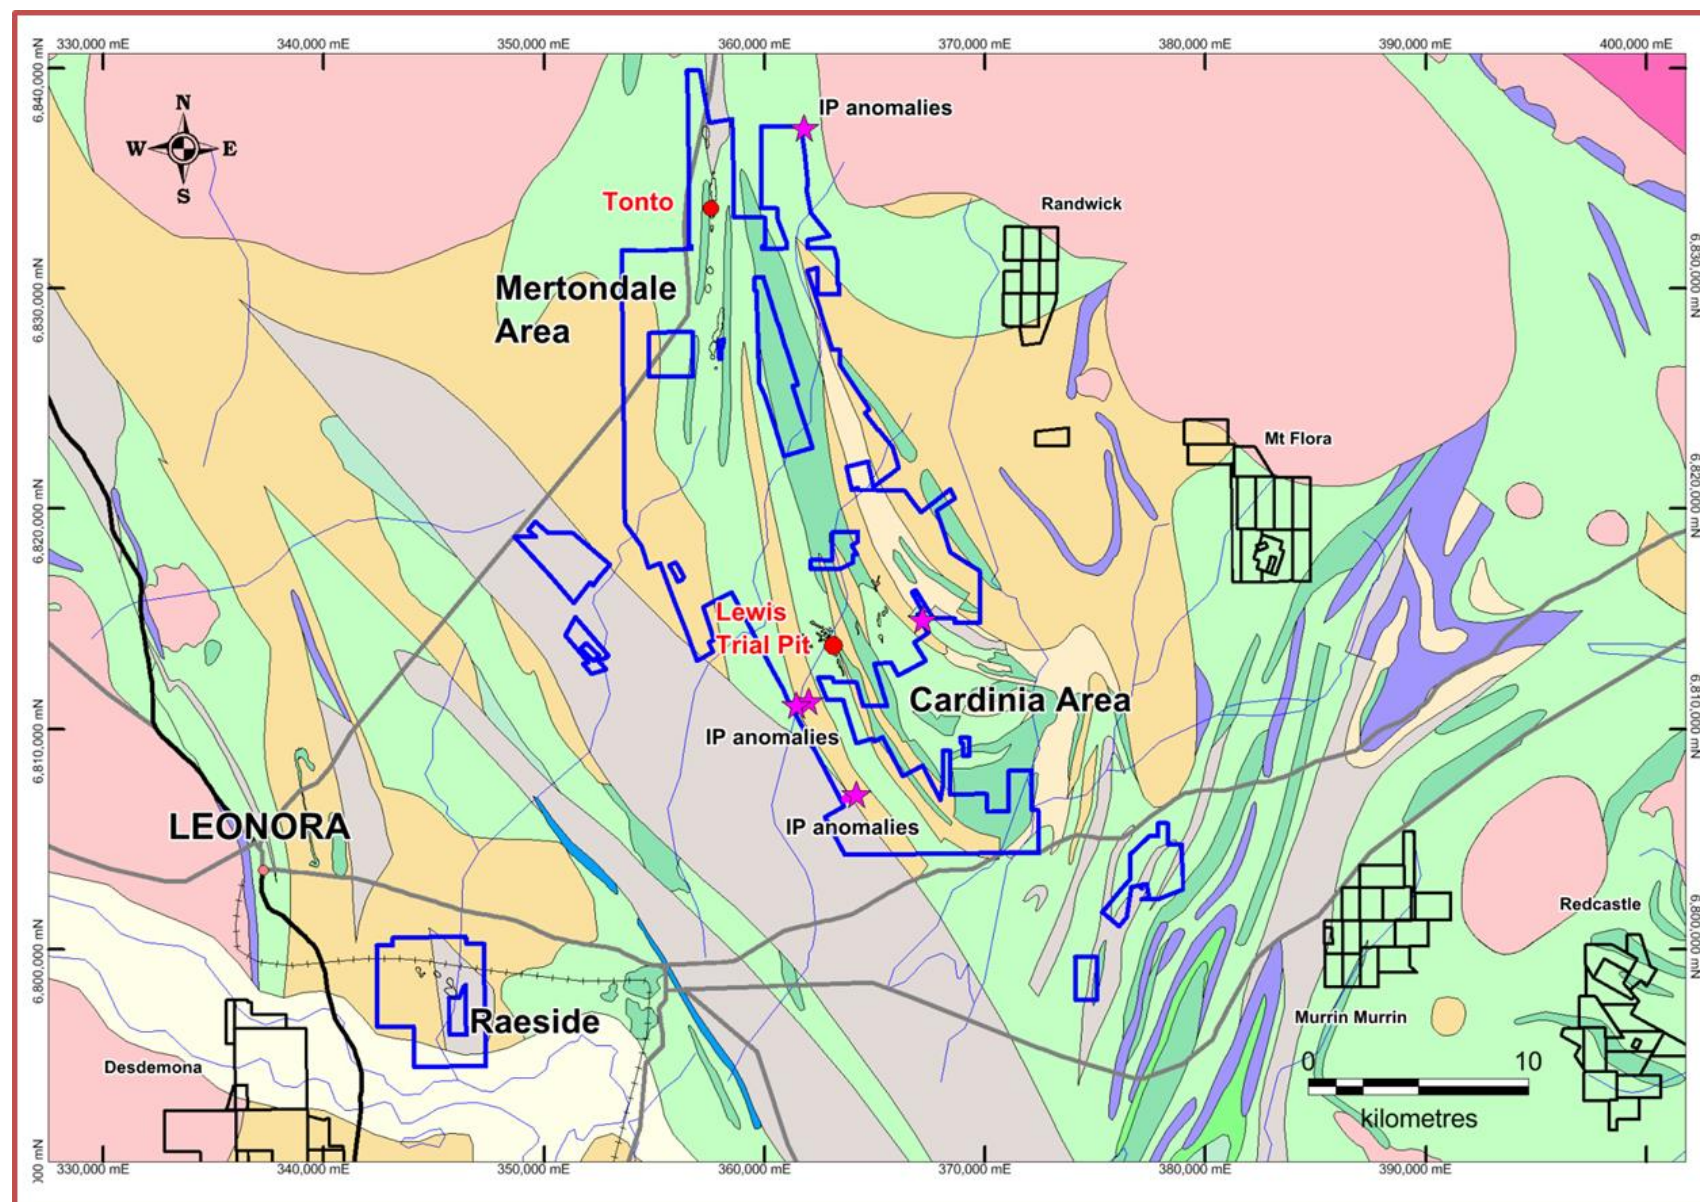 330,000 mE
340,000 mE
350,000 mE
360,000 mE
370,000 mE
380,000 mE
390,000 mE
400,000 mE
6,840,000 mN
N
W
E
S
IP anomalies
Tonto
Randwick
6,830,000 mN
6,830,000 mN
Mertondale
Area
Mt Flora
6,820,000 mN
6,820,000 mN
Lewis
Trial Pit
Cardinia Area
6,810,000 mN
6,810,000 mN
IP anomalies
LEONORA
IP anomalies
Redcastle
6,800,000 mN
6,800,000 mN
Raeside
Murrin Murrin
Desdemona
0
10
kilometres
000 mN
330,000 mE
340,000 mE
350,000 mE
360,000 mE
370,000 mE
380,000 mE
390,000 mE